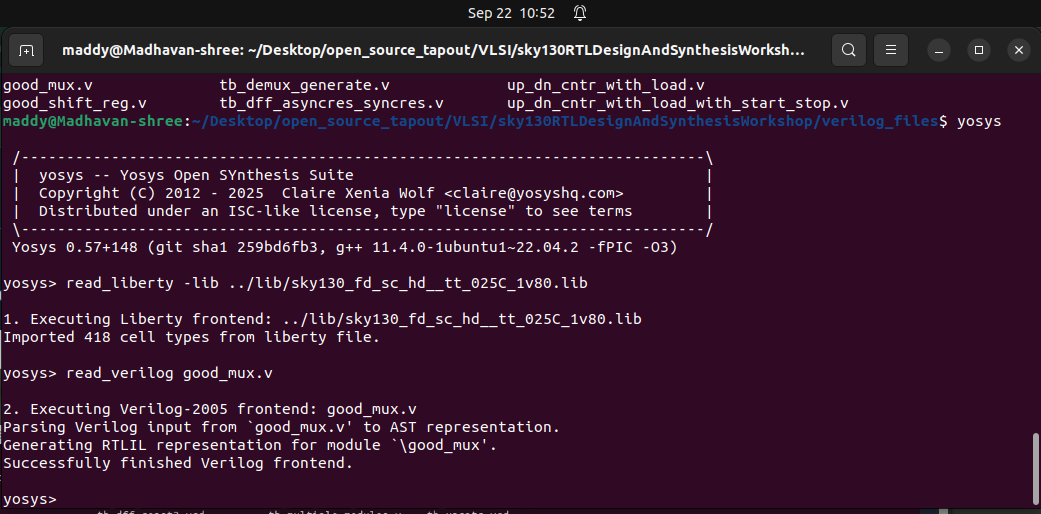 Sep 22 10:52
maddy@Madhavan-shree: ~/Desktop/open_source_tapout/VLSI/sky130RTLDesignAndSynthesisWorksh...
good_mux.v tb_demux_generate.v up_dn_cntr_with_load.v
good_shift_reg.v tb_dff_asyncres_syncres.v up_dn_cntr_with_load_with_start_stop.v
maddy@Madhavan-shree:~/Desktop/open_source_tapout/VLSI/sky130RTLDesignAndSynthesisWorkshop/verilog_files$ yosys
/----------------------------------------------------------------------------\
| yosys -- Yosys Open SYnthesis Suite |
| Copyright (C) 2012 - 2025 Claire Xenia Wolf <claire@yosyshq.com> |
| Distributed under an ISC-like license, type "license" to see terms |
\----------------------------------------------------------------------------/
Yosys 0.57+148 (git sha1 259bd6fb3, g++ 11.4.0-1ubuntu1~22.04.2 -fPIC -O3)
yosys> read_liberty -lib ../lib/sky130_fd_sc_hd__tt_025C_1v80.lib
1. Executing Liberty frontend: ../lib/sky130_fd_sc_hd__tt_025C_1v80.lib
Imported 418 cell types from liberty file.
yosys> read_verilog good_mux.v
2. Executing Verilog-2005 frontend: good_mux.v
Parsing Verilog input from `good_mux.v' to AST representation.
Generating RTLIL representation for module `\good_mux'.
Successfully finished Verilog frontend.
yosys>